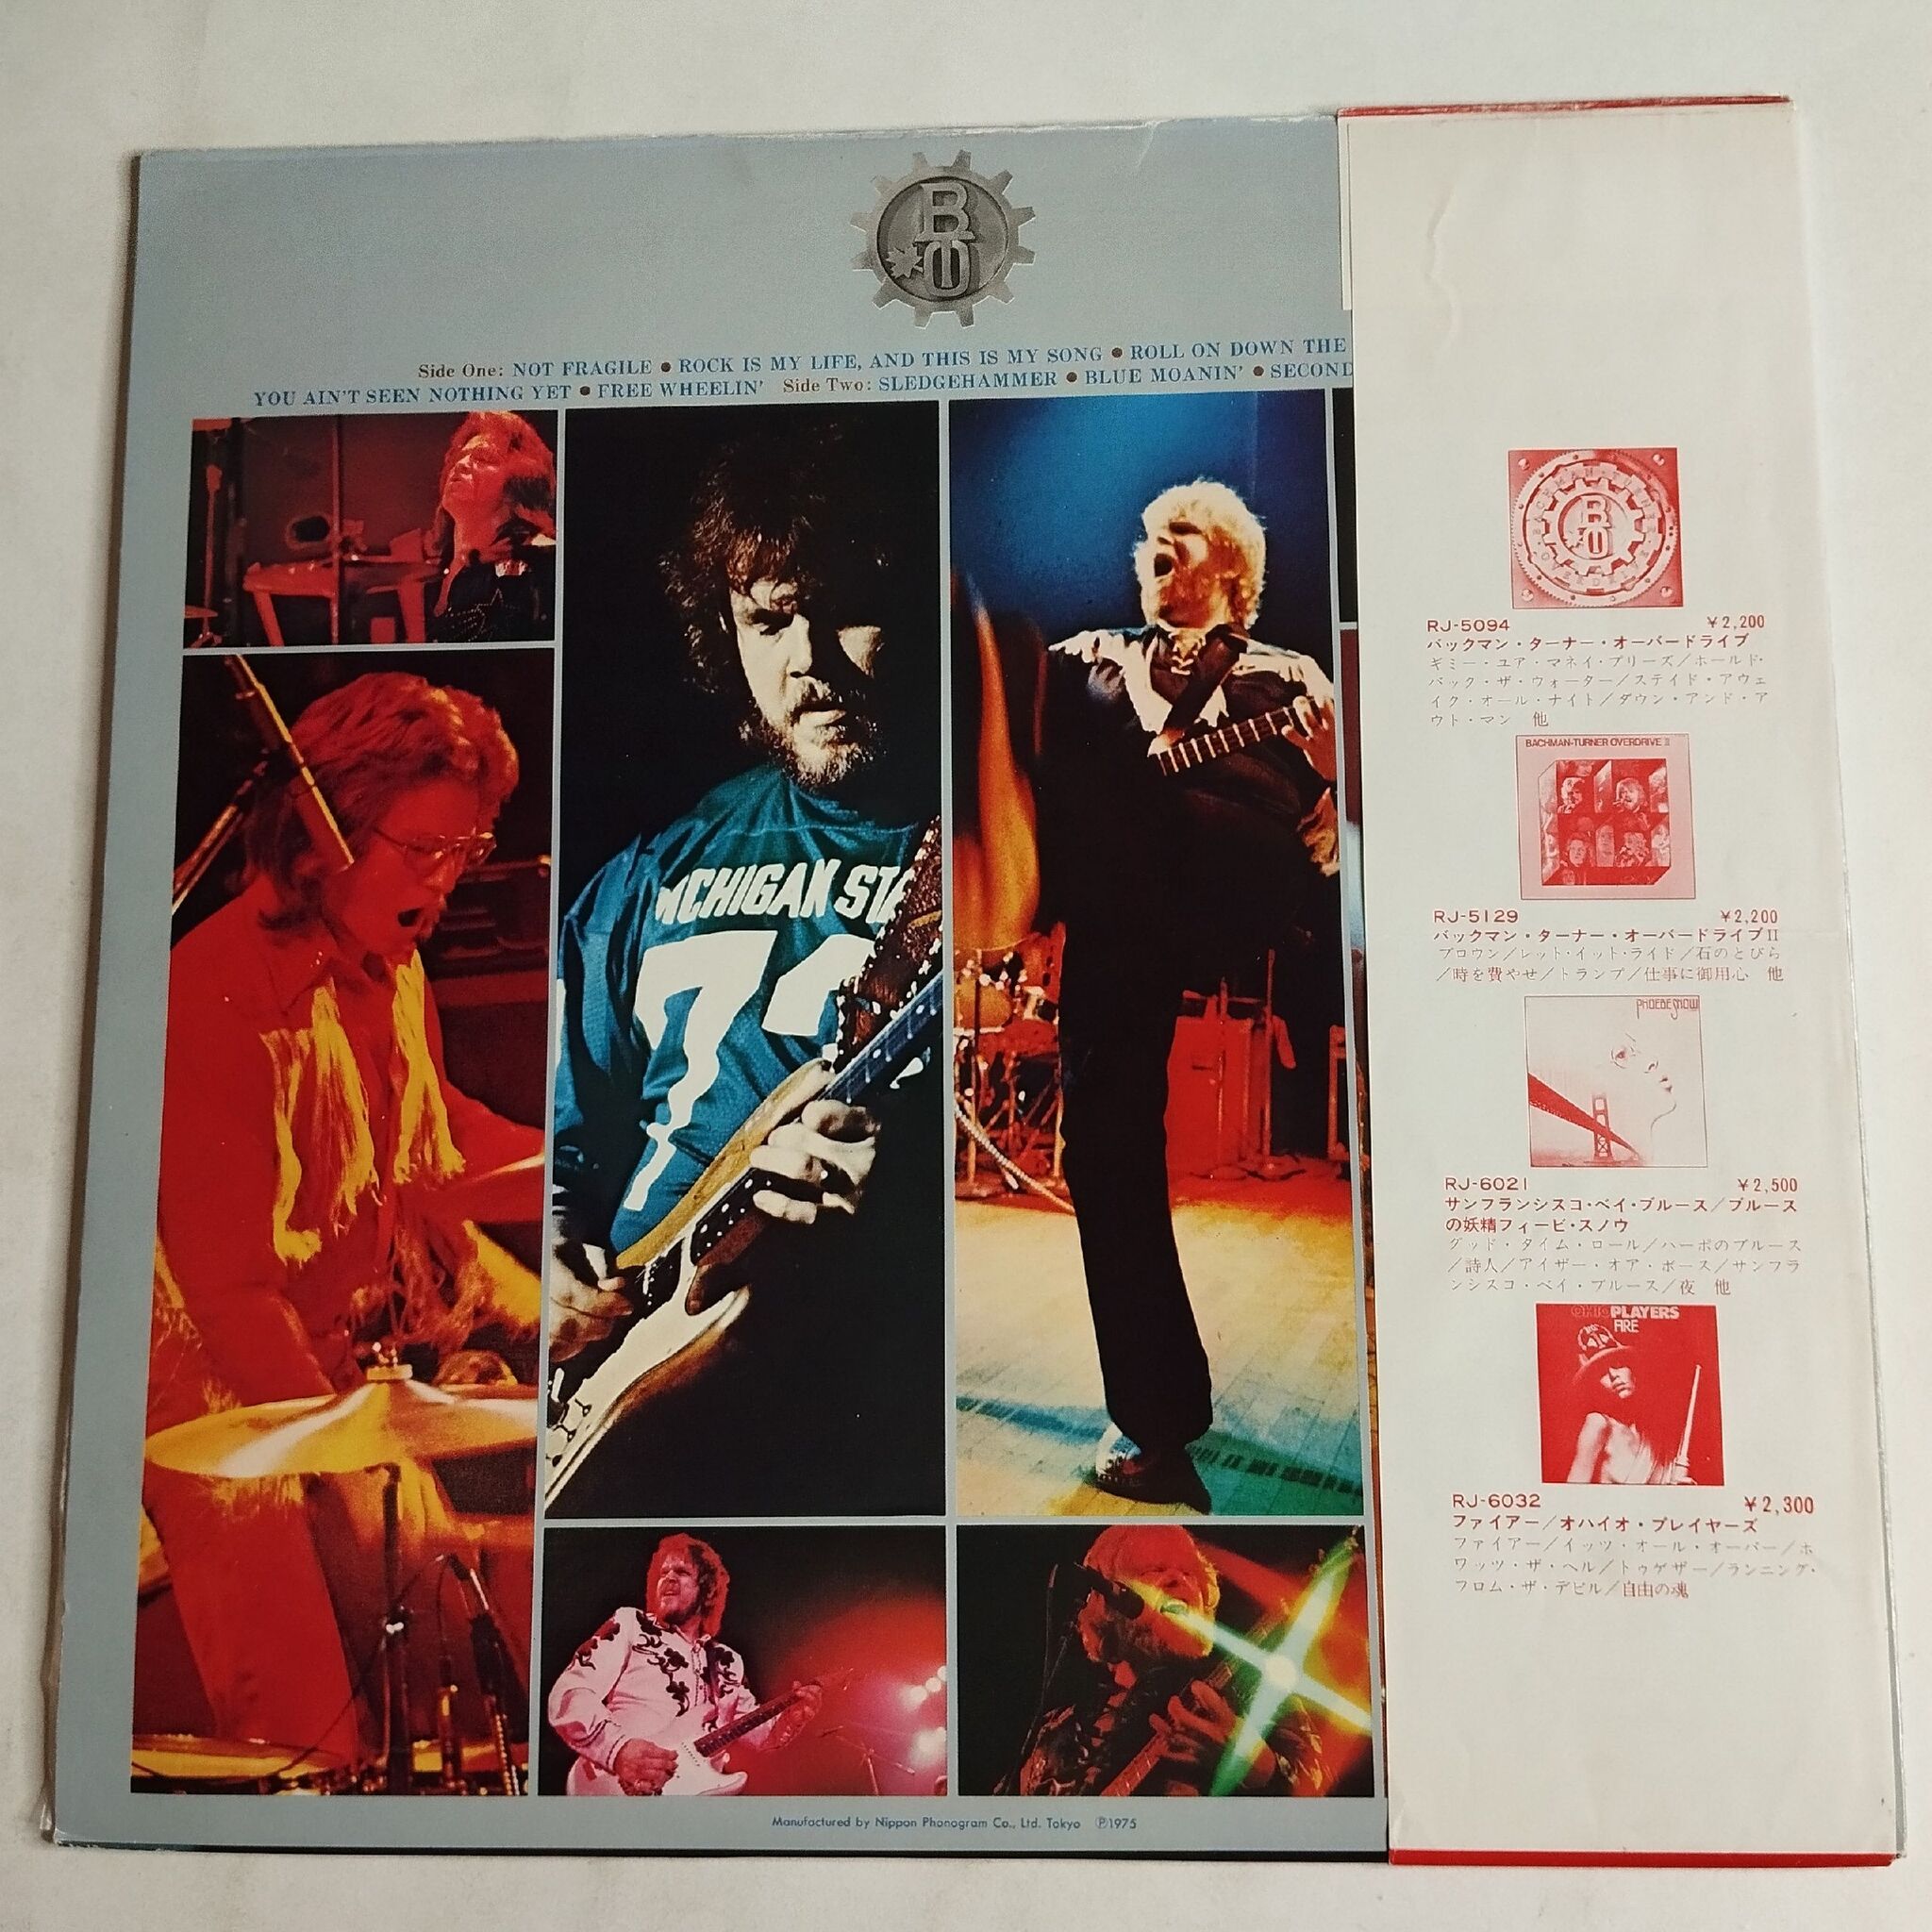 BTO
Side One: NOT FRAGILE ● ROCK IS MY LIFE, AND THIS IS MY SONG ● ROLL ON DOWN THE
YOU AIN'T SEEN NOTHING YET ● FREE WHEELIN' Side Two: SLEDGEHAMMER ● BLUE MOANIN' ● SECOND
MICHIGAN STA
Manufactured by Nippon Phonogram Co., Ltd. Tokyo ℗1975
BTO
RJ-5094 ￥2,200
バックマン・ターナー・オーバードライブ
ギミー・ユア・マネイ・プリーズ／ホールド・
バック・ザ・ウォーター／ステイド・アウェ
イク・オール・ナイト／ダウン・アンド・ア
ウト・マン 他
BACHMAN-TURNER OVERDRIVE II
RJ-5129 ￥2,200
バックマン・ターナー・オーバードライブII
ブロウン／レット・イット・ライド／石のとびら
／時を費やせ／トランプ／仕事に御用心 他
PHOEBE SNOW
RJ-6021 ￥2,500
サンフランシスコ・ベイ・ブルース／ブルース
の妖精フィービ・スノウ
グッド・タイム・ロール／ハーポのブルース
／詩人／アイザー・オア・ボース／サンフラ
ンシスコ・ベイ・ブルース／夜 他
OHIO PLAYERS
FIRE
RJ-6032 ￥2,300
ファイアー／オハイオ・プレイヤーズ
ファイアー／イッツ・オール・オーバー／ホ
ワッツ・ザ・ヘル／トゥゲザー／ランニング・
フロム・ザ・デビル／自由の魂